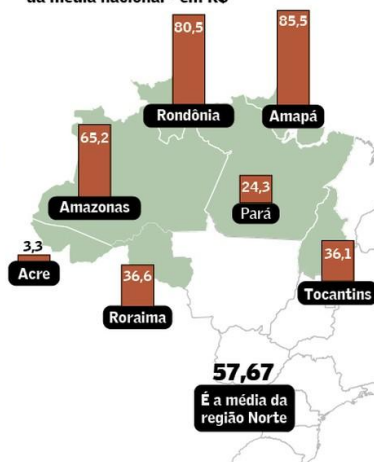 da média nacional - em R$
80,5
85,5
Rondônia
Amapá
65,2
24,3
Amazonas
Pará
3,3
36,6
36,1
Acre
Roraima
Tocantins
57,67
É a média da
região Norte